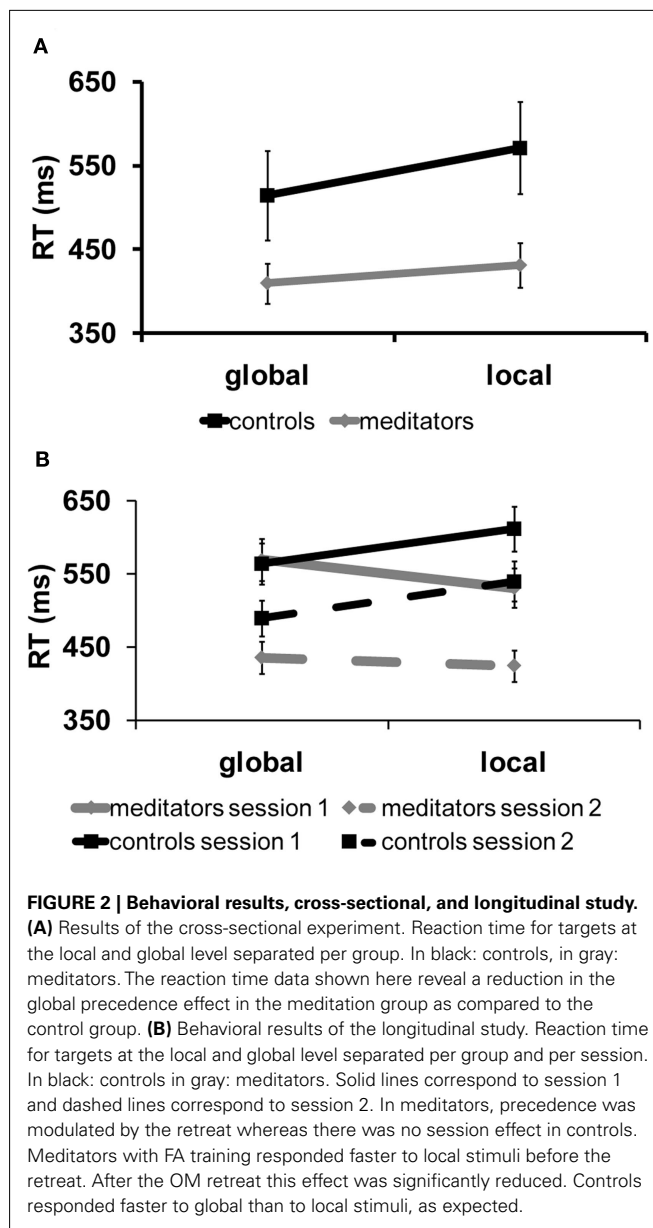 A
650
550
450
350
RT (ms)
global local
controls meditators
B
650
550
450
350
RT (ms)
global local
meditators session 1 meditators session 2
controls session 1 controls session 2
FIGURE 2 | Behavioral results, cross-sectional, and longitudinal study.
(A) Results of the cross-sectional experiment. Reaction time for targets at
the local and global level separated per group. In black: controls, in gray:
meditators. The reaction time data shown here reveal a reduction in the
global precedence effect in the meditation group as compared to the
control group. (B) Behavioral results of the longitudinal study. Reaction time
for targets at the local and global level separated per group and per session.
In black: controls in gray: meditators. Solid lines correspond to session 1
and dashed lines correspond to session 2. In meditators, precedence was
modulated by the retreat whereas there was no session effect in controls.
Meditators with FA training responded faster to local stimuli before the
retreat. After the OM retreat this effect was significantly reduced. Controls
responded faster to global than to local stimuli, as expected.